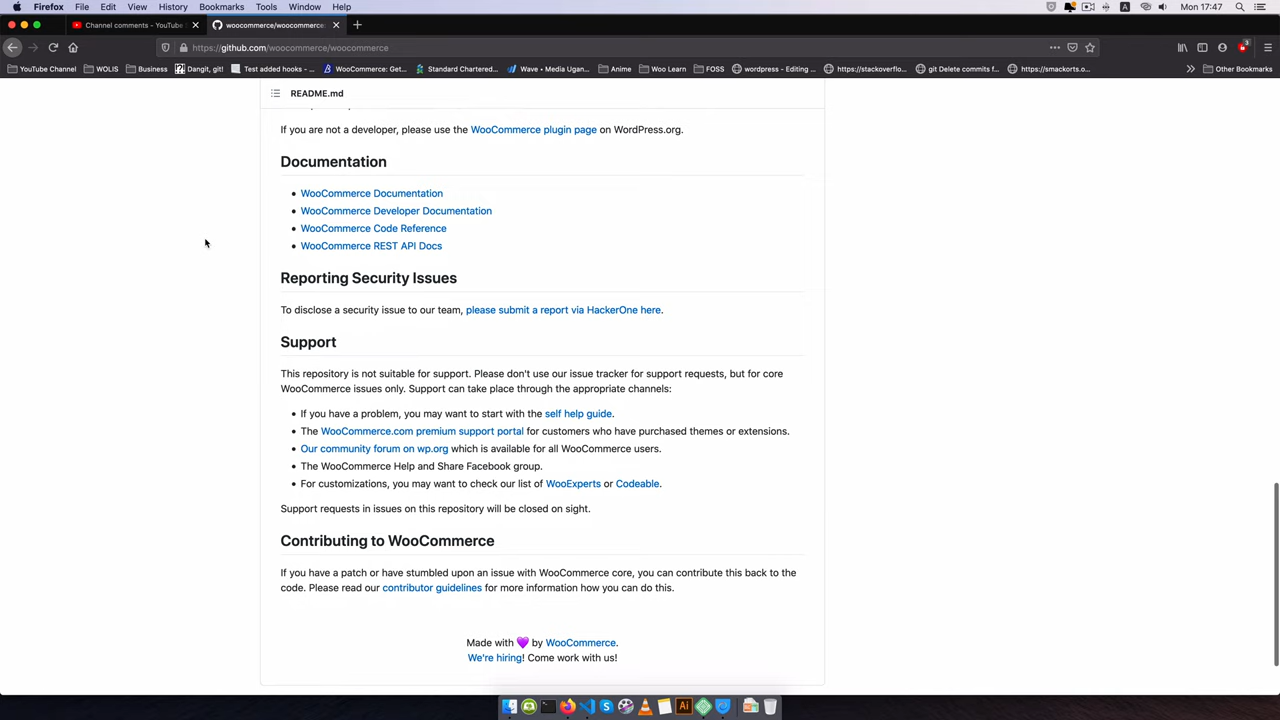 Firefox File Edit View History Bookmarks Tools Window Help Mon 17:47
Channel comments - YouTube woocommerce/woocommerce:
https://github.com/woocommerce/woocommerce
YouTube Channel WOLIS Business Dangit, git! Test added hooks - ... WooCommerce: Get... Standard Chartered... Wave • Media Ugan... Anime Woo Learn FOSS wordpress - Editing ... https://stackoverflo... git Delete commits f... https://smackorts.o... Other Bookmarks
README.md
If you are not a developer, please use the WooCommerce plugin page on WordPress.org.
Documentation
WooCommerce Documentation
WooCommerce Developer Documentation
WooCommerce Code Reference
WooCommerce REST API Docs
Reporting Security Issues
To disclose a security issue to our team, please submit a report via HackerOne here.
Support
This repository is not suitable for support. Please don't use our issue tracker for support requests, but for core
WooCommerce issues only. Support can take place through the appropriate channels:
If you have a problem, you may want to start with the self help guide.
The WooCommerce.com premium support portal for customers who have purchased themes or extensions.
Our community forum on wp.org which is available for all WooCommerce users.
The WooCommerce Help and Share Facebook group.
For customizations, you may want to check our list of WooExperts or Codeable.
Support requests in issues on this repository will be closed on sight.
Contributing to WooCommerce
If you have a patch or have stumbled upon an issue with WooCommerce core, you can contribute this back to the
code. Please read our contributor guidelines for more information how you can do this.
Made with 💜 by WooCommerce.
We're hiring! Come work with us!